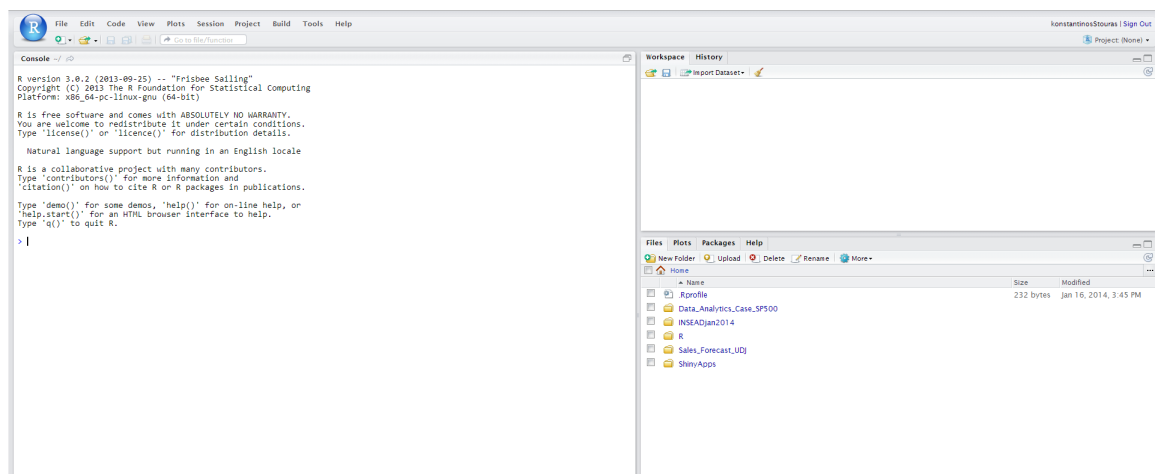 R File Edit Code View Plots Session Project Build Tools Help
konstantinosStouras | Sign Out
Go to file/function
Project: (None)
Console ~/
R version 3.0.2 (2013-09-25) -- "Frisbee Sailing"
Copyright (C) 2013 The R Foundation for Statistical Computing
Platform: x86_64-pc-linux-gnu (64-bit)
R is free software and comes with ABSOLUTELY NO WARRANTY.
You are welcome to redistribute it under certain conditions.
Type 'license()' or 'licence()' for distribution details.
Natural language support but running in an English locale
R is a collaborative project with many contributors.
Type 'contributors()' for more information and
'citation()' on how to cite R or R packages in publications.
Type 'demo()' for some demos, 'help()' for on-line help, or
'help.start()' for an HTML browser interface to help.
Type 'q()' to quit R.
>
Workspace History
Import Dataset
Files Plots Packages Help
New Folder Upload Delete Rename More
Home ...
Name Size Modified
.Rprofile 232 bytes Jan 16, 2014, 3:45 PM
Data_Analytics_Case_SP500
INSEADjan2014
R
Sales_Forecast_UDJ
ShinyApps